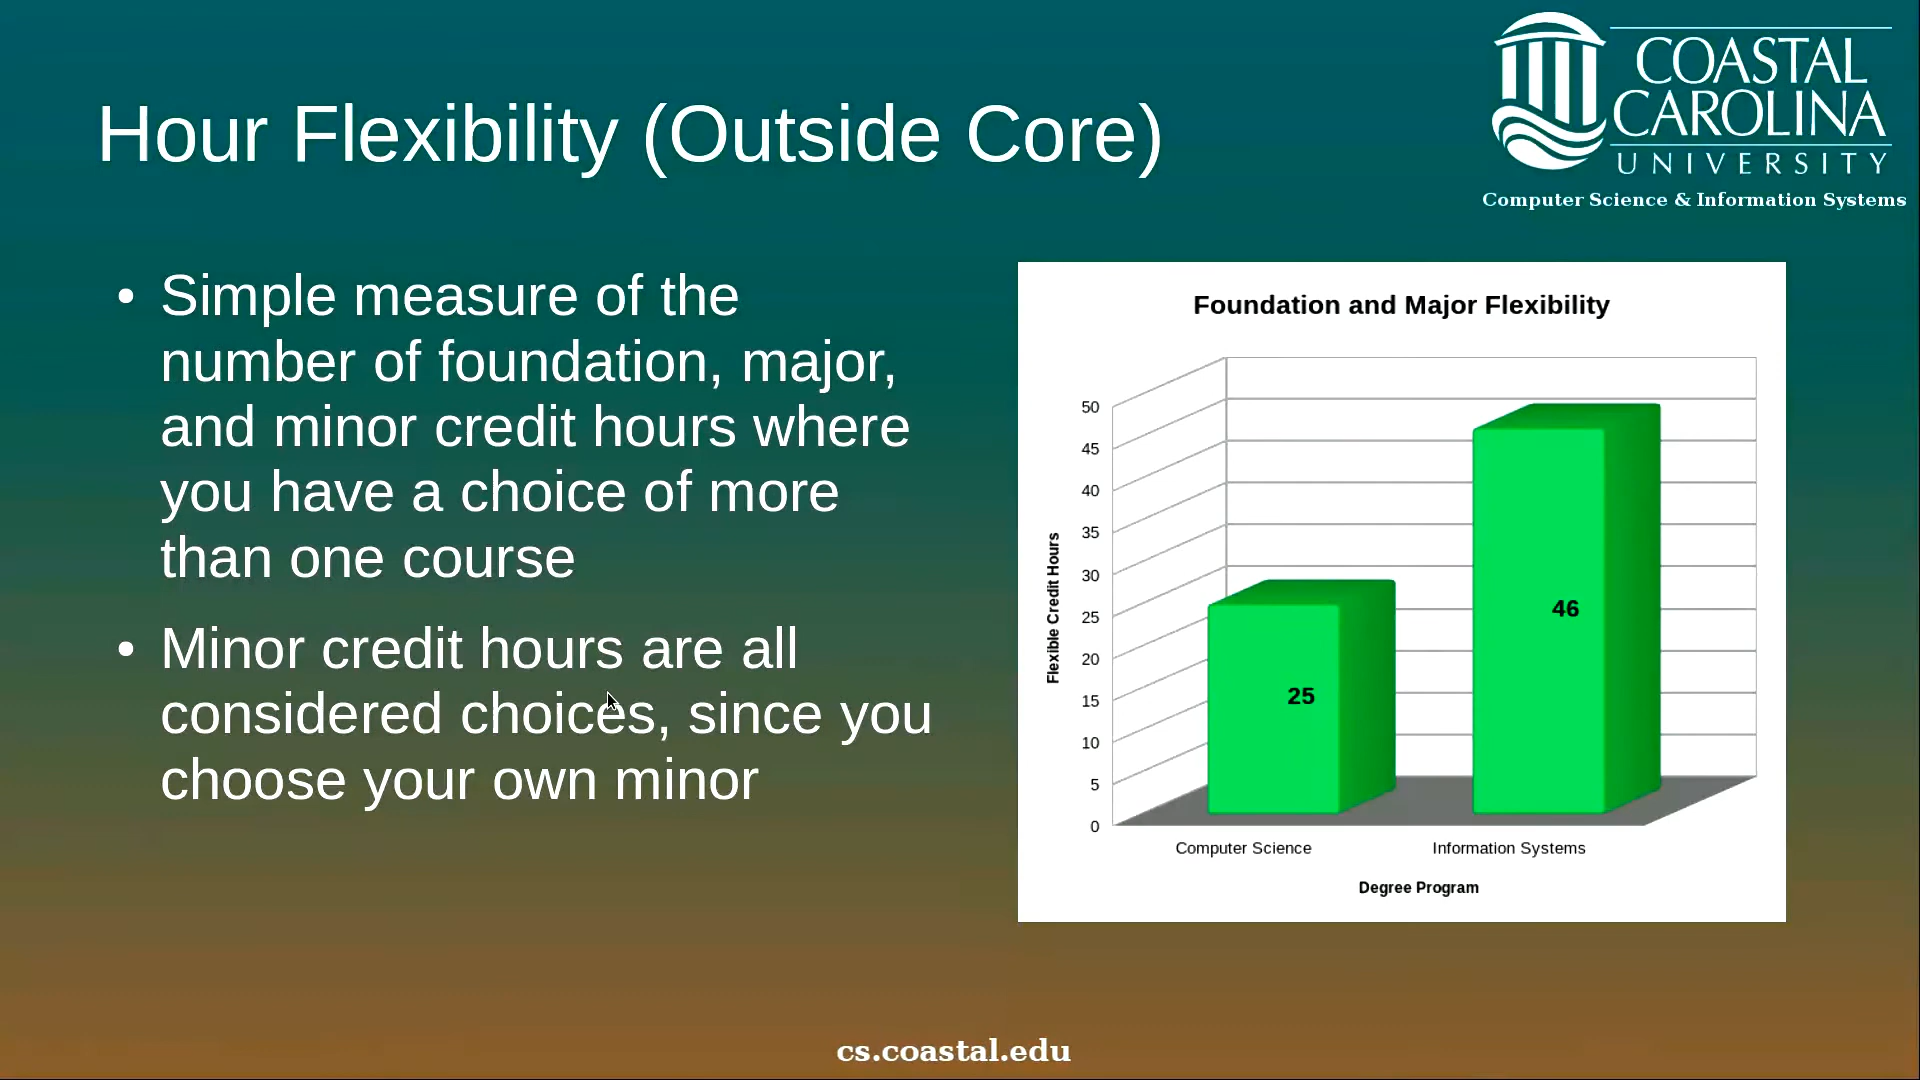 COASTAL
CAROLINA
UNIVERSITY
Computer Science & Information Systems
Hour Flexibility (Outside Core)
• Simple measure of the
number of foundation, major,
and minor credit hours where
you have a choice of more
than one course
• Minor credit hours are all
considered choices, since you
choose your own minor
Foundation and Major Flexibility
Flexible Credit Hours
50
45
40
35
30
25
20
15
10
5
0
25
46
Computer Science
Information Systems
Degree Program
cs.coastal.edu